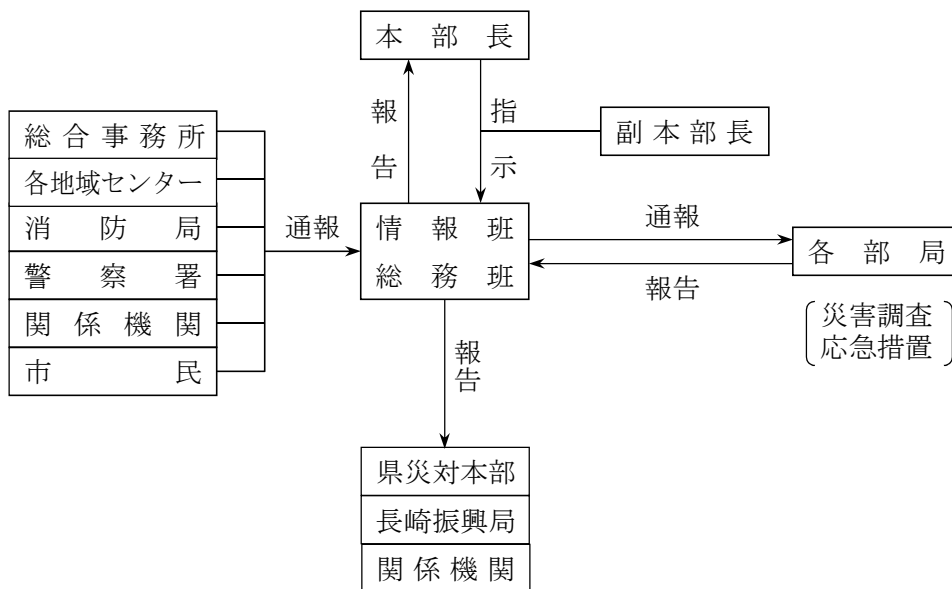 本部長
報告
指示
副本部長
総合事務所
各地域センター
消防局
警察署
関係機関
市民
通報
情報班
総務班
通報
報告
各部局
災害調査
応急措置
報告
県災対本部
長崎振興局
関係機関